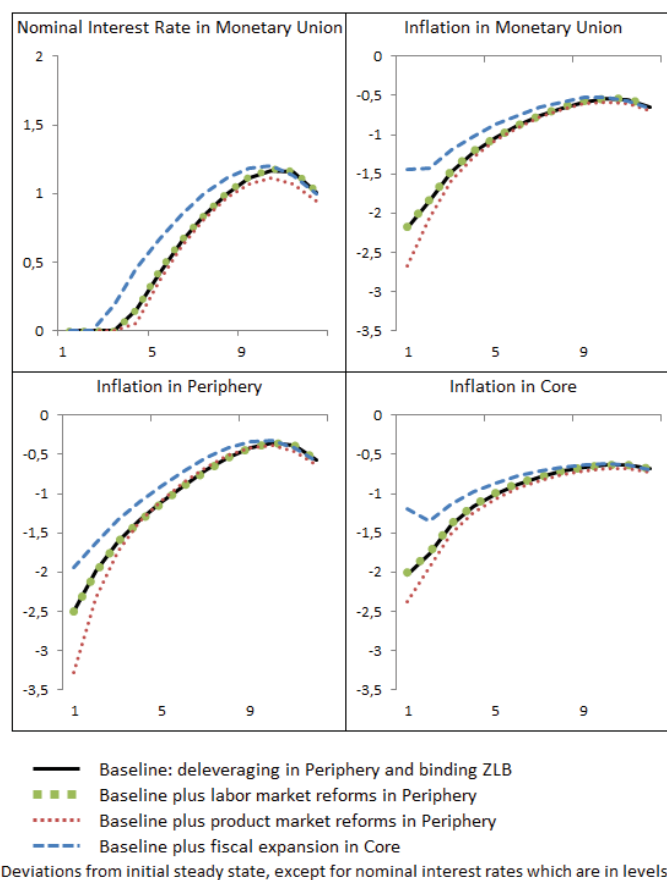 Nominal Interest Rate in Monetary Union
2
1,5
1
0,5
0
1 5 9
Inflation in Monetary Union
0
-0,5
-1
-1,5
-2
-2,5
-3
-3,5
1 5 9
Inflation in Periphery
0
-0,5
-1
-1,5
-2
-2,5
-3
-3,5
1 5 9
Inflation in Core
0
-0,5
-1
-1,5
-2
-2,5
-3
-3,5
1 5 9
Baseline: deleveraging in Periphery and binding ZLB
Baseline plus labor market reforms in Periphery
Baseline plus product market reforms in Periphery
Baseline plus fiscal expansion in Core
Deviations from initial steady state, except for nominal interest rates which are in levels